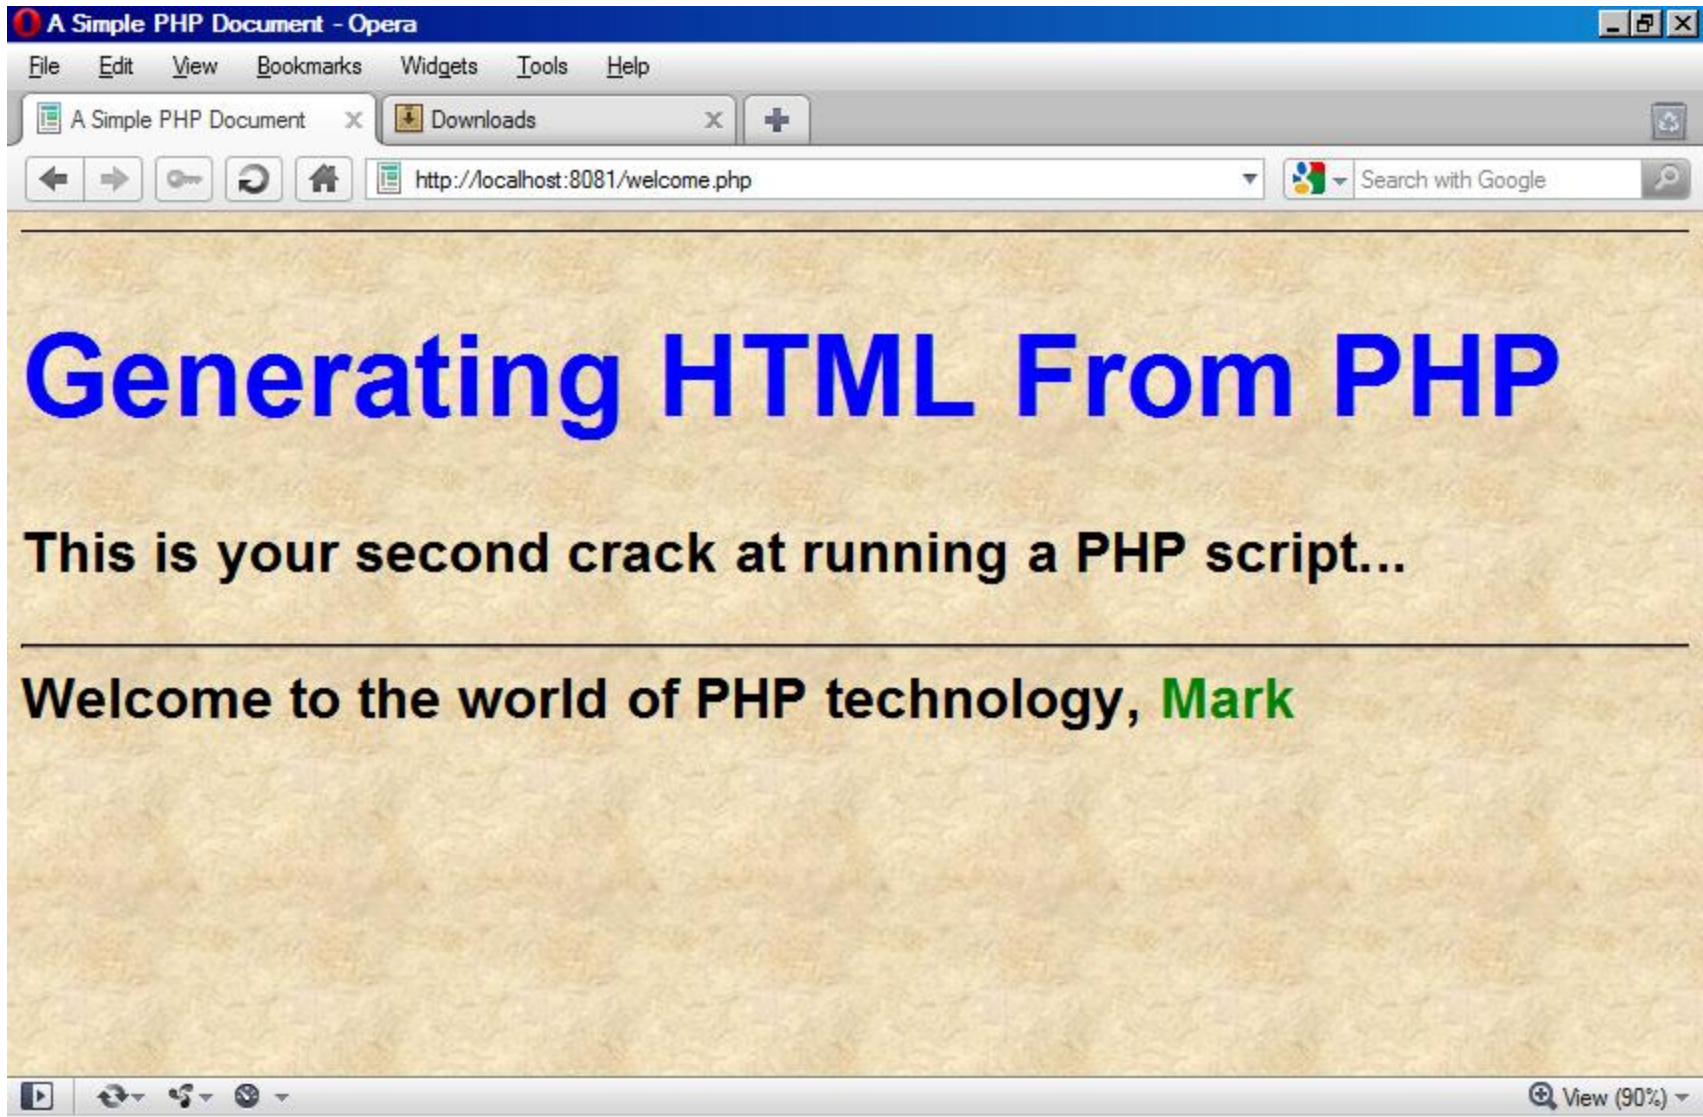 A Simple PHP Document - Opera
File Edit View Bookmarks Widgets Tools Help
A Simple PHP Document Downloads
http://localhost:8081/welcome.php Search with Google
Generating HTML From PHP
This is your second crack at running a PHP script...
Welcome to the world of PHP technology, Mark
View (90%)